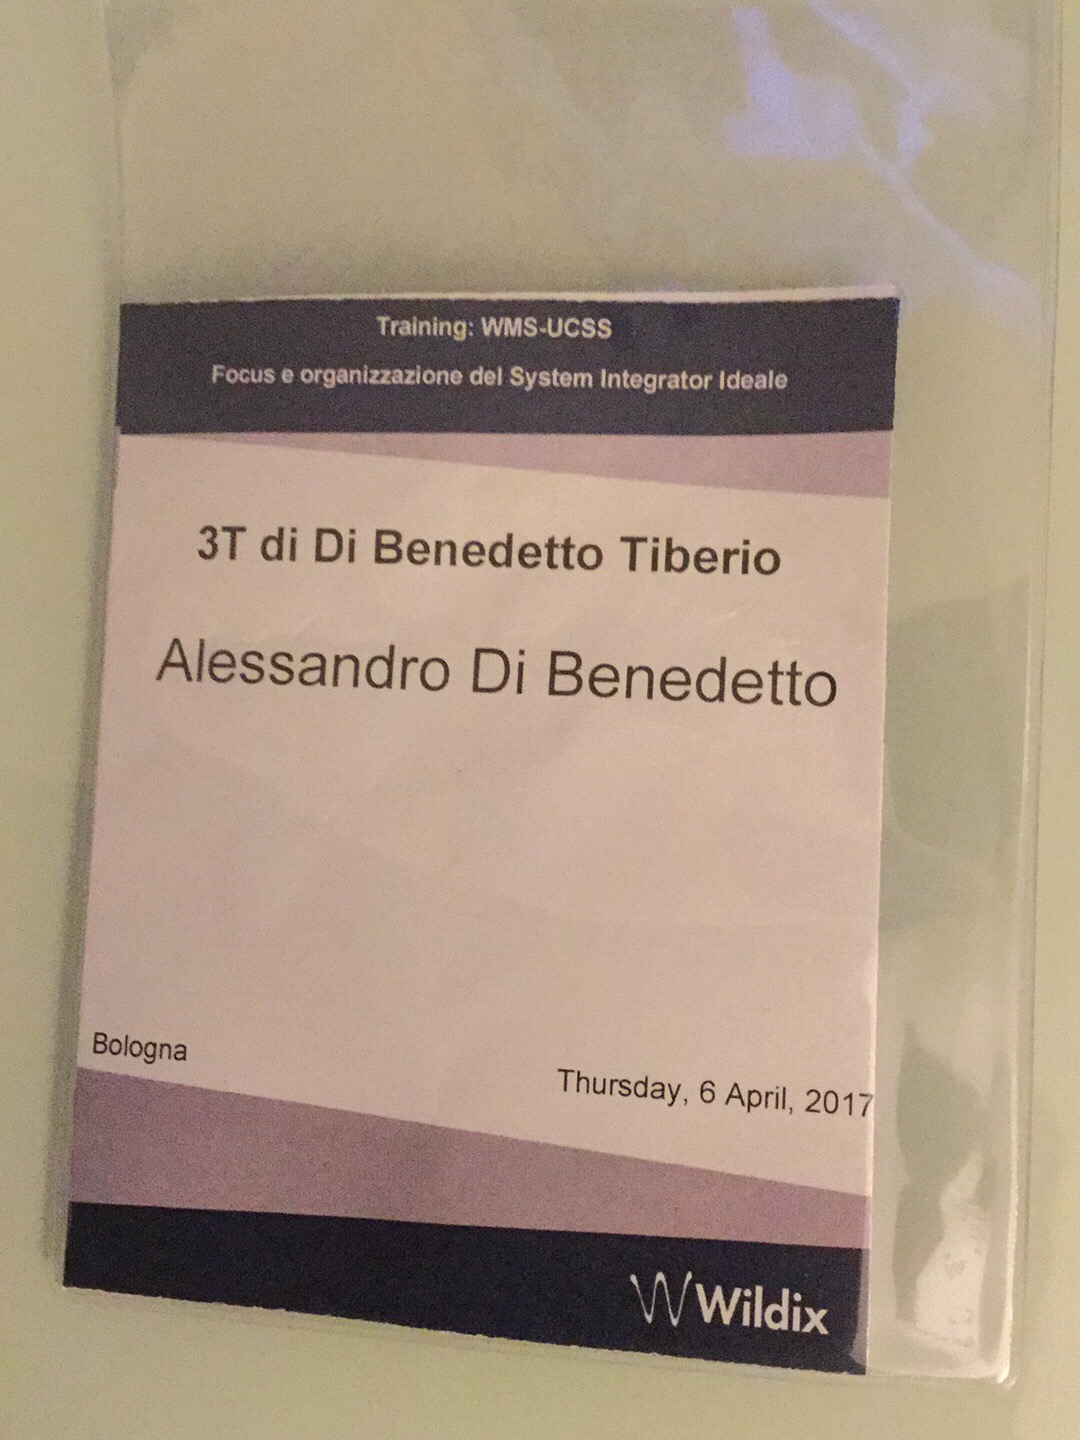 Training: WMS-UCSS
Focus e organizzazione del System Integrator Ideale
3T di Di Benedetto Tiberio
Alessandro Di Benedetto
Bologna
Thursday, 6 April, 2017
Wildix